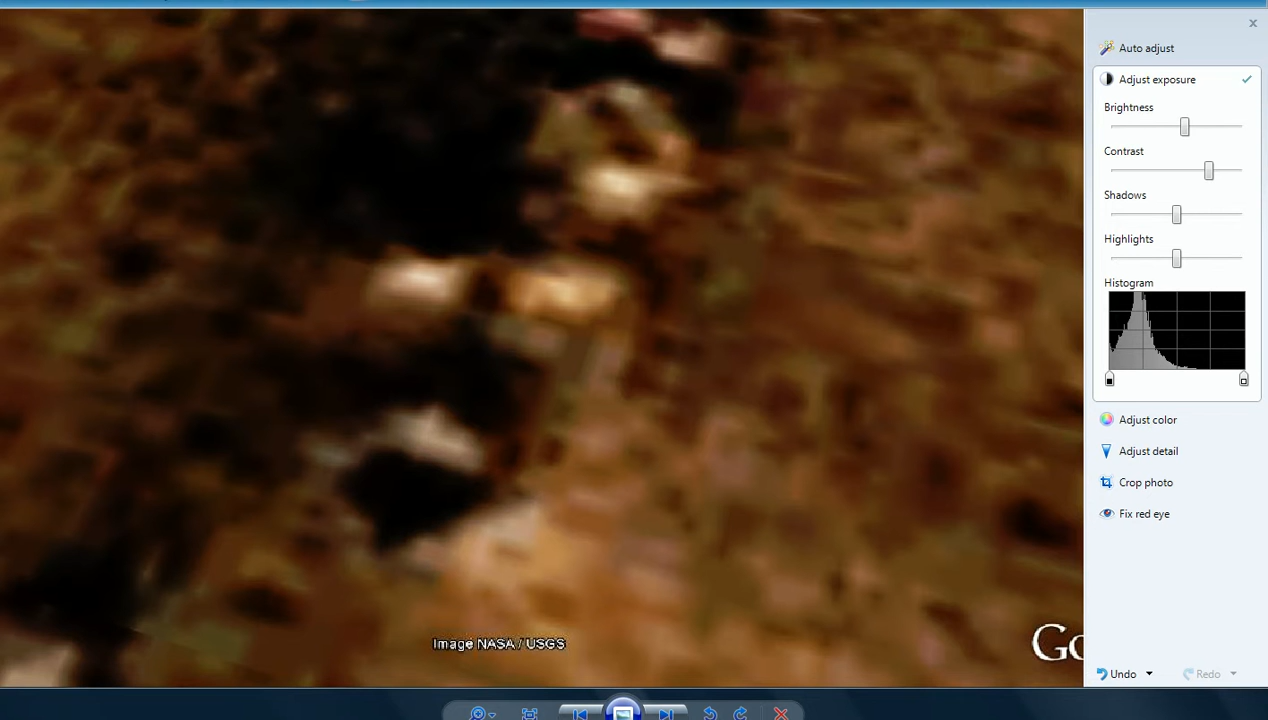 Auto adjust
Adjust exposure
Brightness
Contrast
Shadows
Highlights
Histogram
Adjust color
Adjust detail
Crop photo
Fix red eye
Image NASA / USGS
Go
Undo
Redo